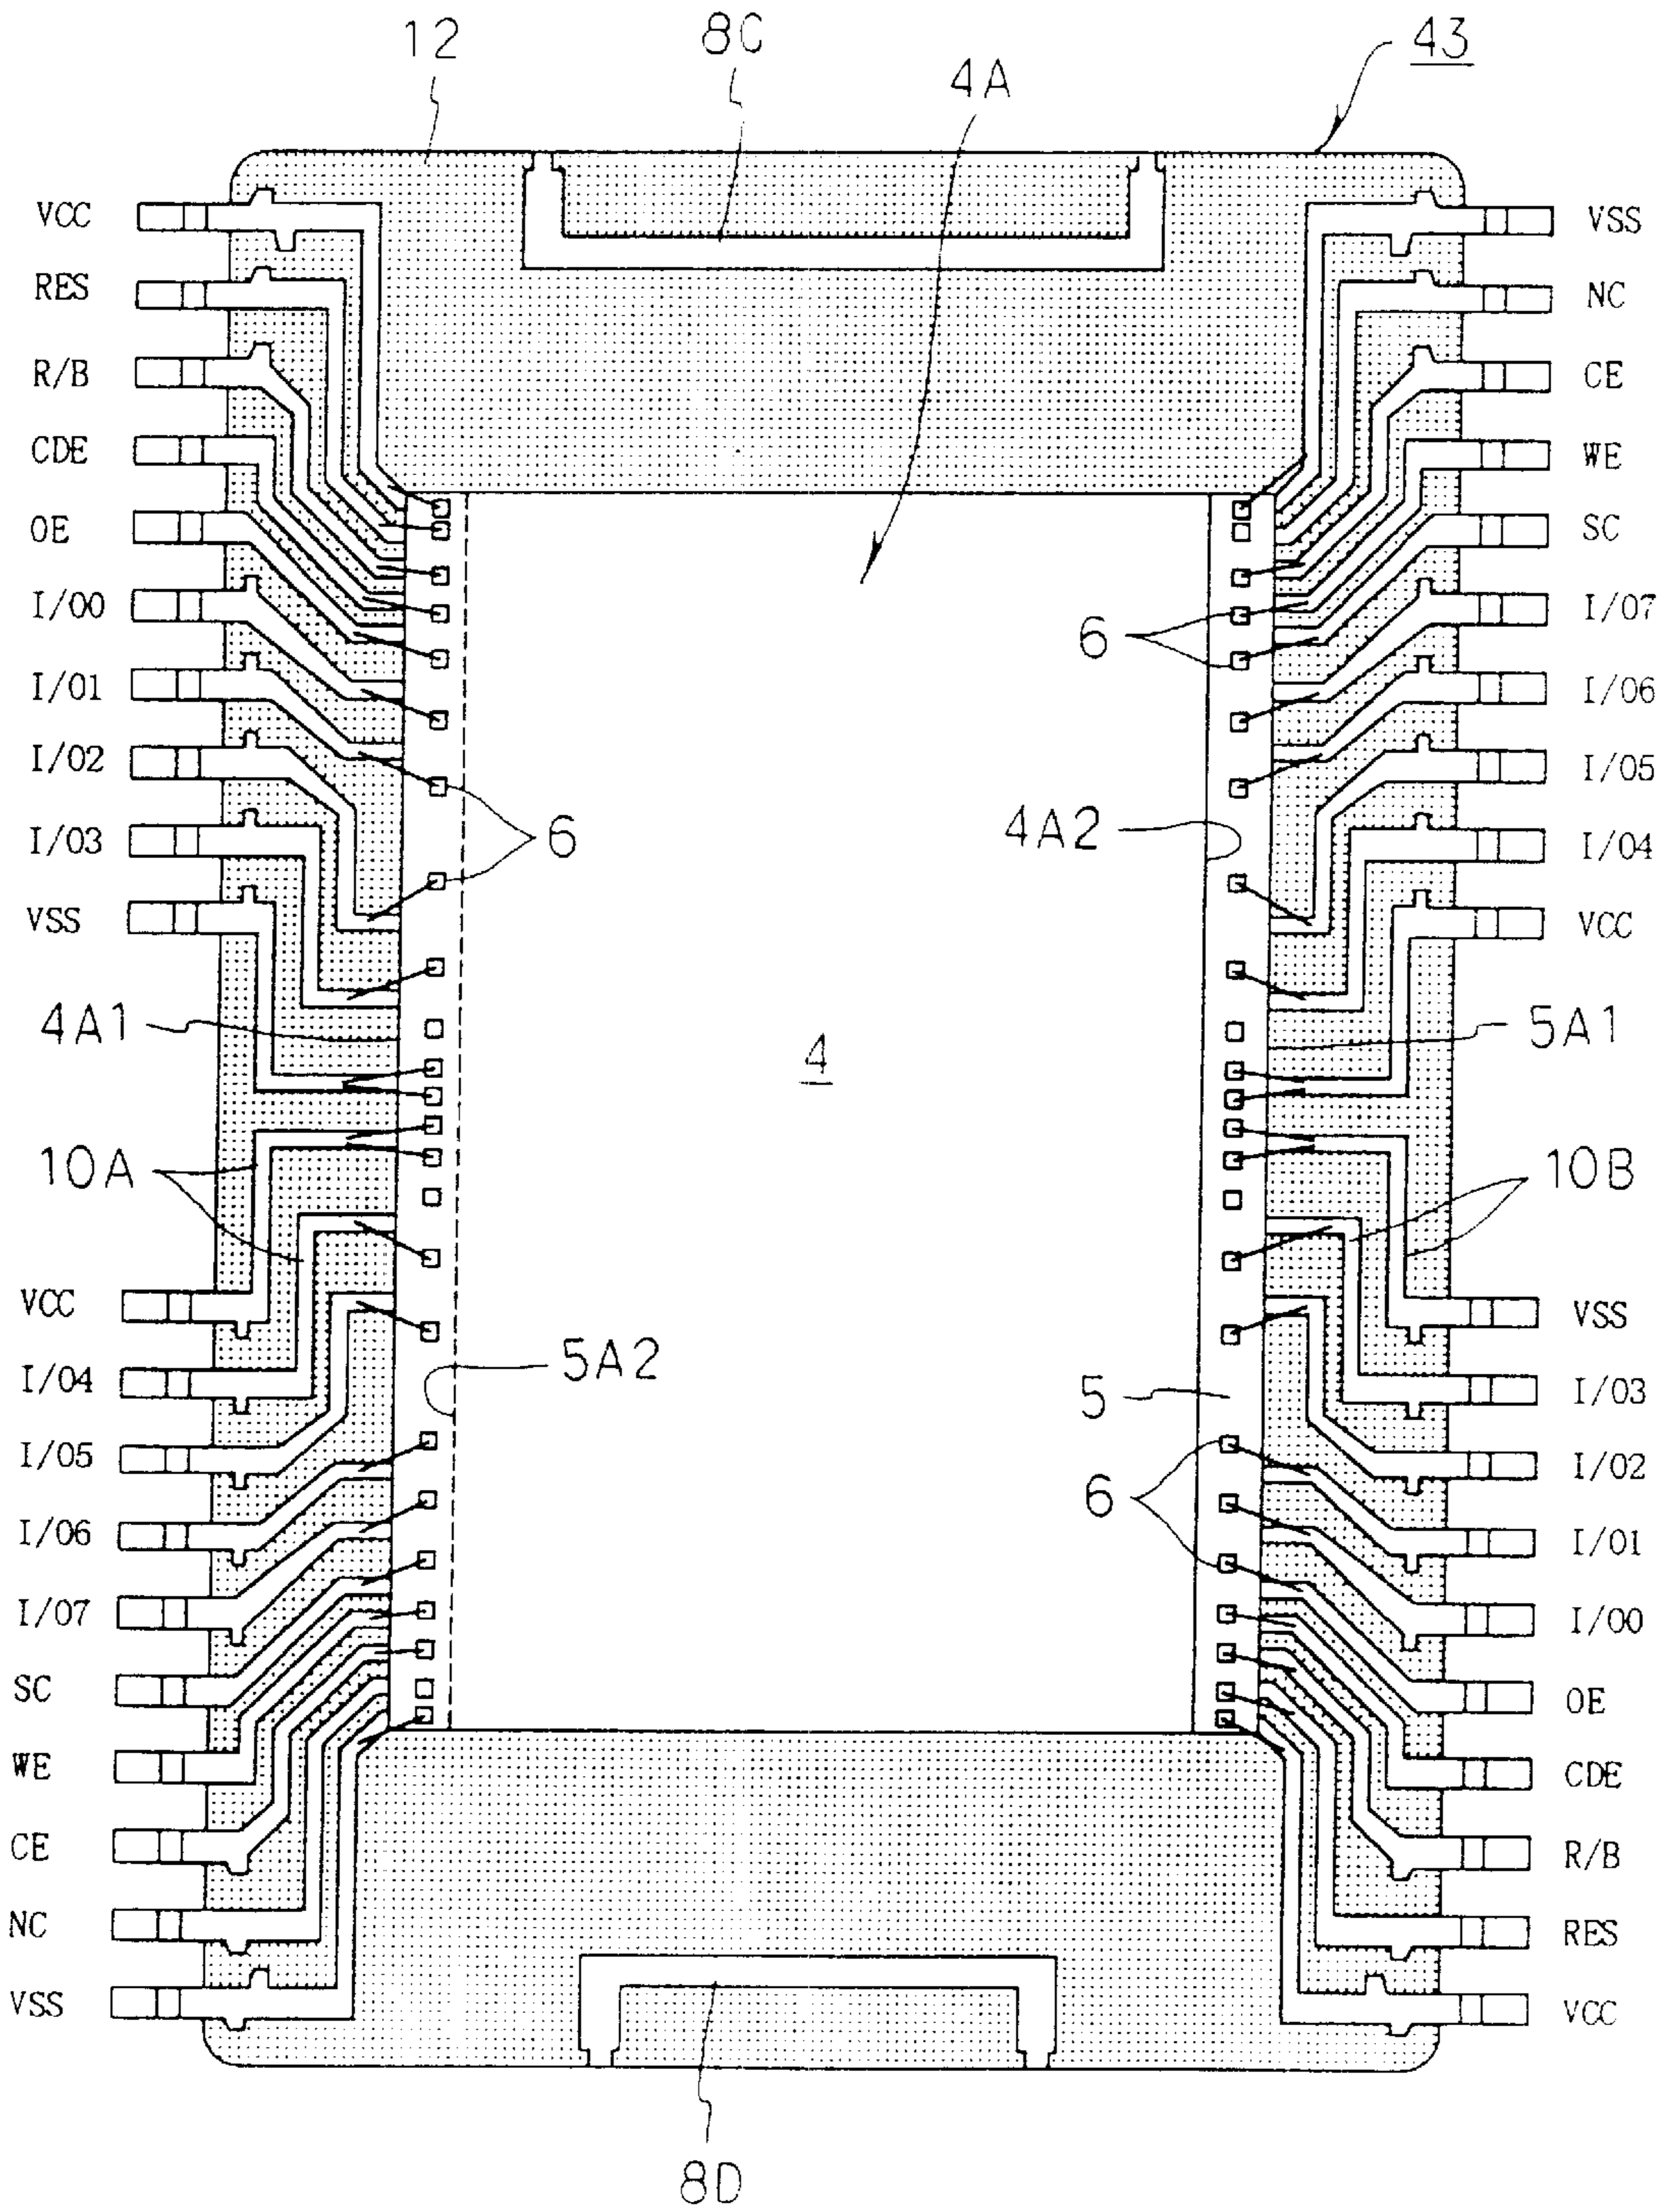 12
8C
4A
43
VCC
VSS
RES
NC
R/B
CE
CDE
WE
OE
SC
I/00
I/07
6
I/01
I/06
I/02
I/05
6
4A2
I/03
I/04
VSS
VCC
4A1
5A1
4
10A
10B
VCC
VSS
5A2
I/04
5
I/03
I/05
I/02
6
I/06
I/01
I/07
I/00
SC
OE
WE
CDE
CE
R/B
NC
RES
VSS
VCC
8D